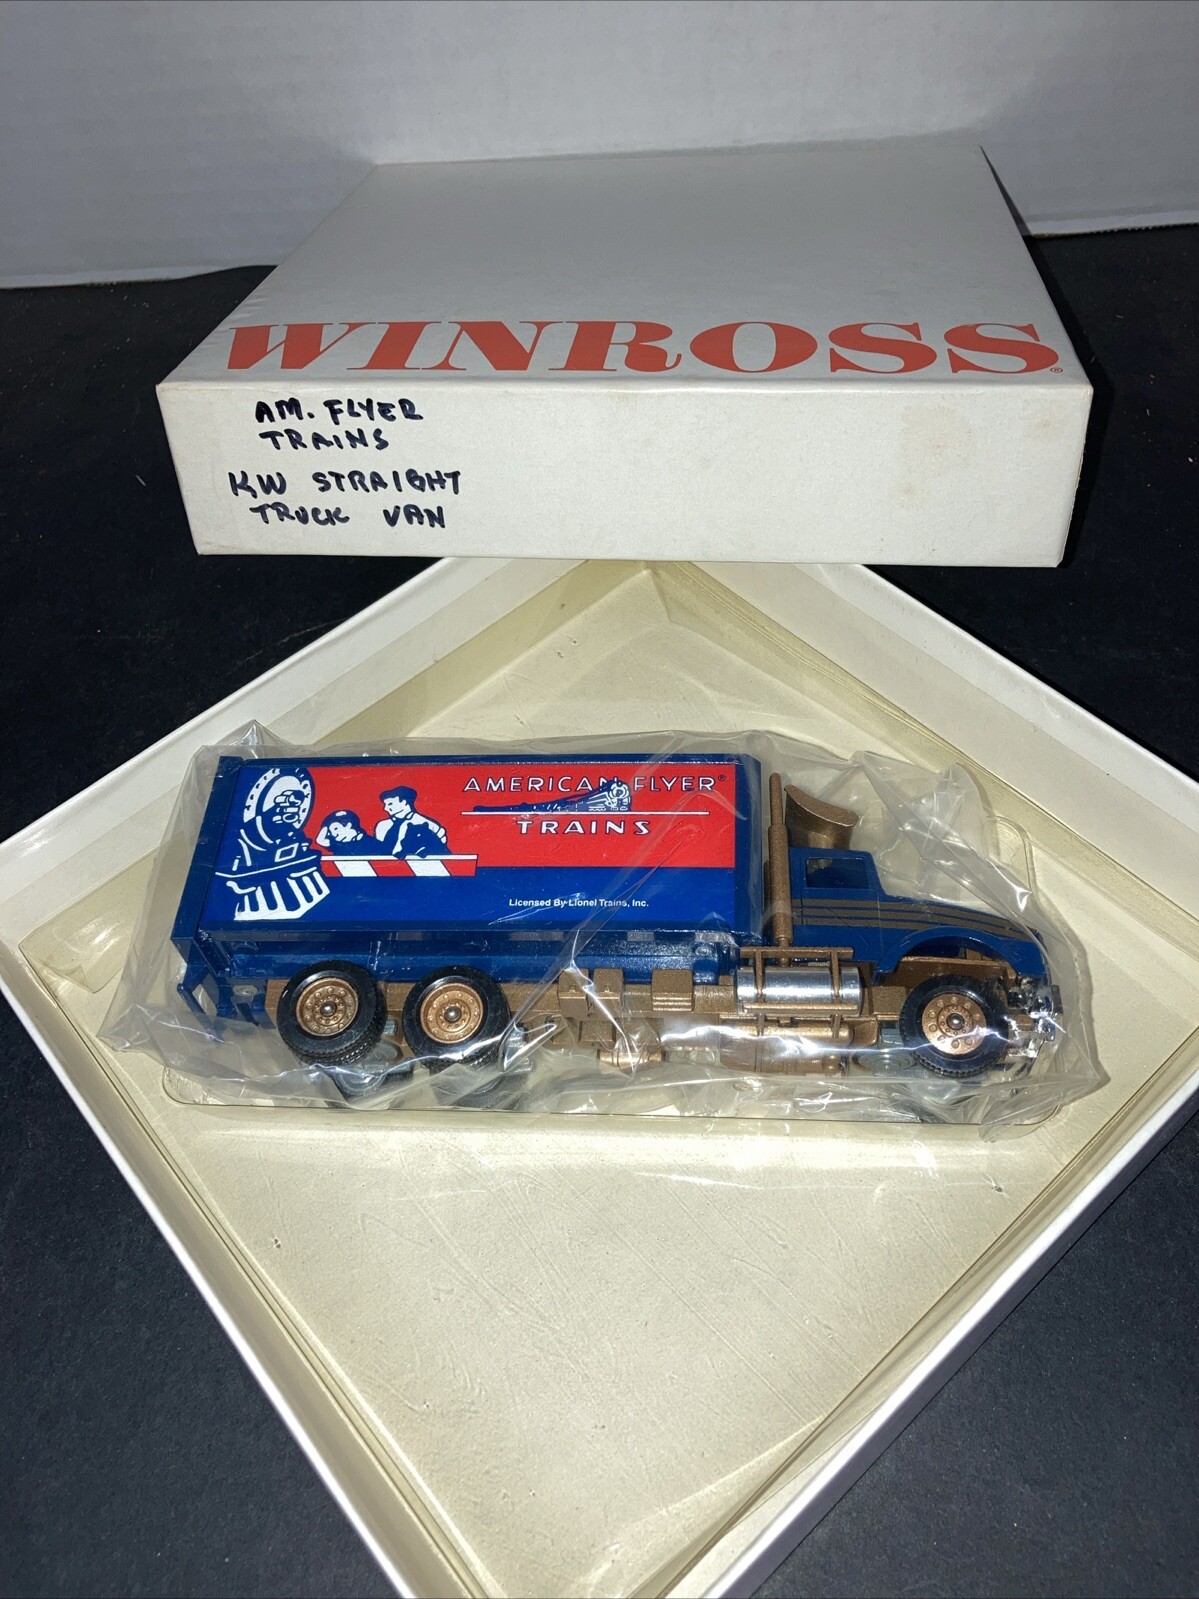 WINROSS®
AM. FLYER
TRAINS
KW STRAIGHT
TRUCK VAN
AMERICAN FLYER®
TRAINS
Licensed By Lionel Trains, Inc.